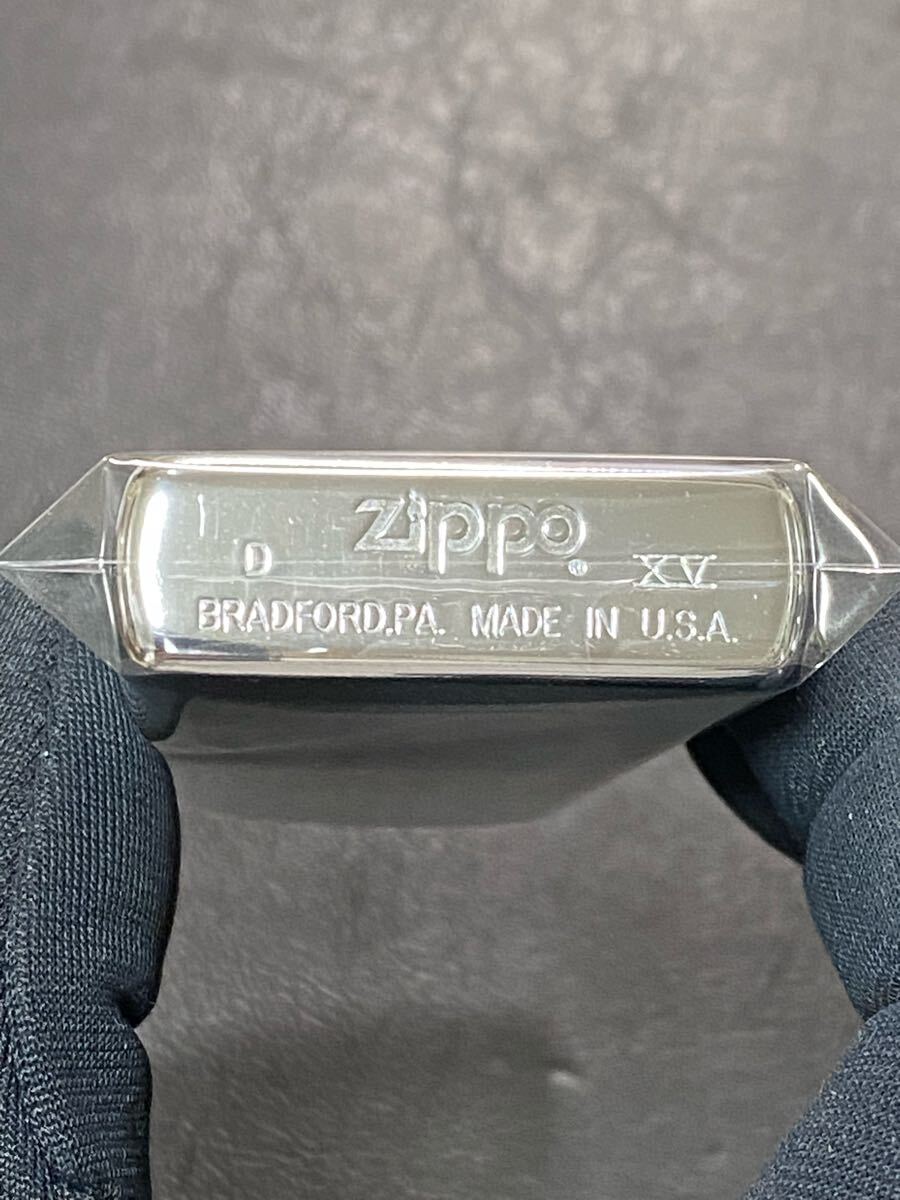 D Zippo® XV
BRADFORD,PA. MADE IN U.S.A.